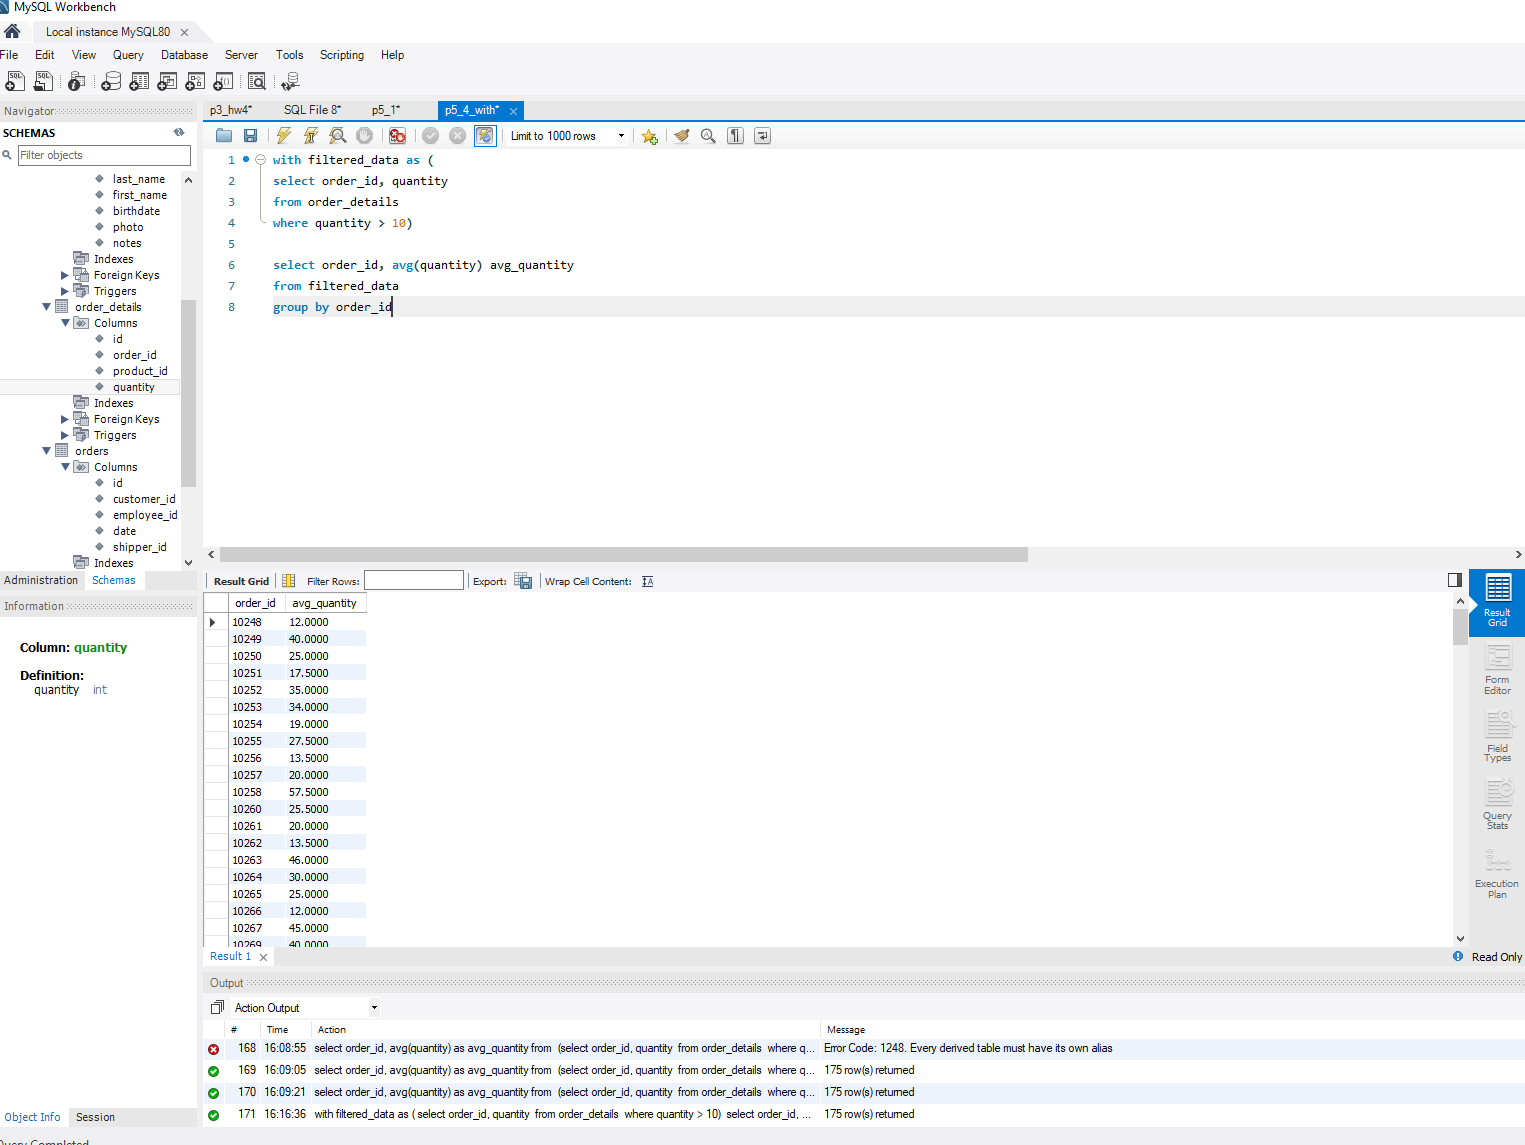 MySQL Workbench
Local instance MySQL80
File Edit View Query Database Server Tools Scripting Help
Navigator
SCHEMAS
Filter objects
last_name
first_name
birthdate
photo
notes
Indexes
Foreign Keys
Triggers
order_details
Columns
id
order_id
product_id
quantity
Indexes
Foreign Keys
Triggers
orders
Columns
id
customer_id
employee_id
date
shipper_id
Indexes
Administration Schemas
Information
Column: quantity
Definition:
quantity int
Object Info Session
Query Completed
p3_hw4* SQL File 8* p5_1* p5_4_with*
Limit to 1000 rows
1 with filtered_data as (
2 select order_id, quantity
3 from order_details
4 where quantity > 10)
5
6 select order_id, avg(quantity) avg_quantity
7 from filtered_data
8 group by order_id
Result Grid Filter Rows: Export: Wrap Cell Content:
order_id avg_quantity
10248 12.0000
10249 40.0000
10250 25.0000
10251 17.5000
10252 35.0000
10253 34.0000
10254 19.0000
10255 27.5000
10256 13.5000
10257 20.0000
10258 57.5000
10260 25.5000
10261 20.0000
10262 13.5000
10263 46.0000
10264 30.0000
10265 25.0000
10266 12.0000
10267 45.0000
10269 40.0000
Result Grid
Form Editor
Field Types
Query Stats
Execution Plan
Result 1
Read Only
Output
Action Output
# Time Action Message
168 16:08:55 select order_id, avg(quantity) as avg_quantity from (select order_id, quantity from order_details where q... Error Code: 1248. Every derived table must have its own alias
169 16:09:05 select order_id, avg(quantity) as avg_quantity from (select order_id, quantity from order_details where q... 175 row(s) returned
170 16:09:21 select order_id, avg(quantity) as avg_quantity from (select order_id, quantity from order_details where q... 175 row(s) returned
171 16:16:36 with filtered_data as ( select order_id, quantity from order_details where quantity > 10) select order_id, ... 175 row(s) returned